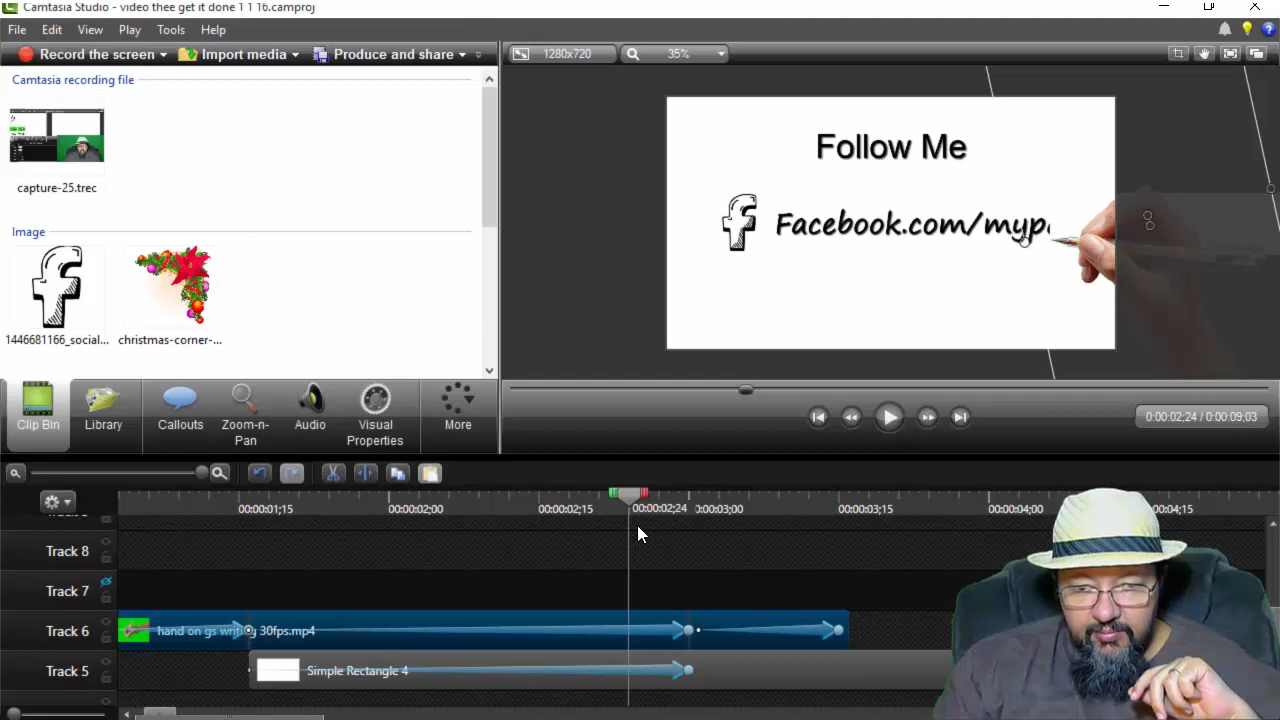 Camtasia Studio - video thee get it done 1 1 16.camproj
File Edit View Play Tools Help
Record the screen Import media Produce and share
1280x720 35%
Camtasia recording file
capture-25.trec
Image
1446681166_social... christmas-corner-...
Follow Me
Facebook.com/myp
Clip Bin Library Callouts Zoom-n-Pan Audio Visual Properties More
0:00:02;24 / 0:00:09;03
00:00:01;15 00:00:02;00 00:00:02;15 00:00:02;24 0:00:03;00 00:00:03;15 00:00:04;00 04;15
Track 8
Track 7
Track 6 hand on gs writing 30fps.mp4
Track 5 Simple Rectangle 4